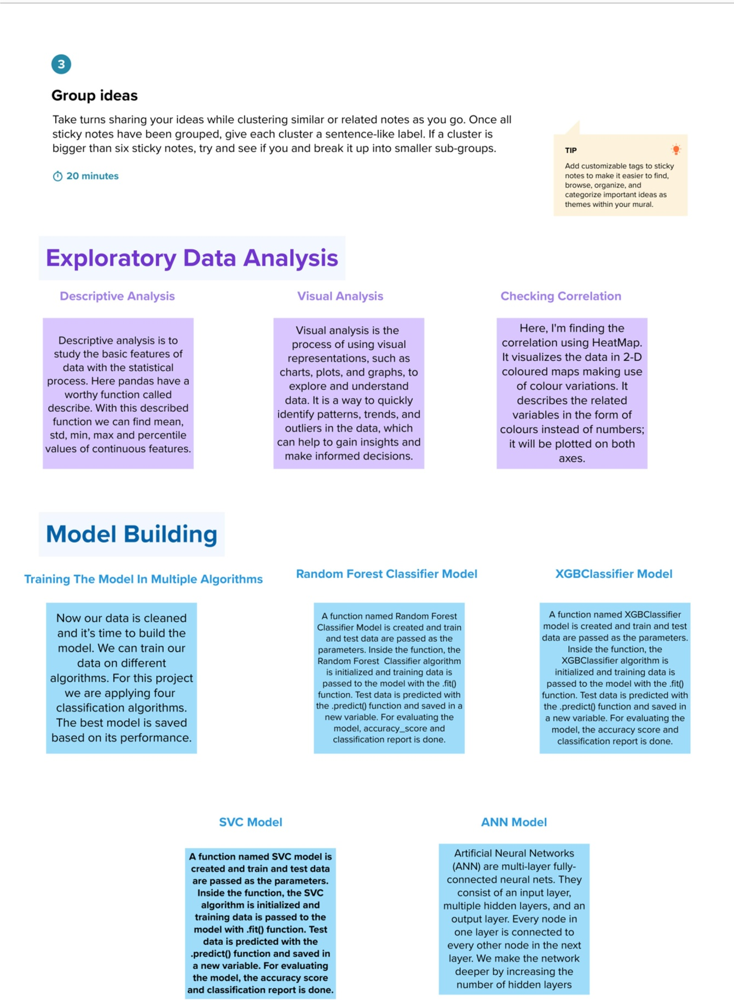 3
Group ideas
Take turns sharing your ideas while clustering similar or related notes as you go. Once all
sticky notes have been grouped, give each cluster a sentence-like label. If a cluster is
bigger than six sticky notes, try and see if you and break it up into smaller sub-groups.
20 minutes
TIP
Add customizable tags to sticky
notes to make it easier to find,
browse, organize, and
categorize important ideas as
themes within your mural.
Exploratory Data Analysis
Descriptive Analysis
Descriptive analysis is to
study the basic features of
data with the statistical
process. Here pandas have a
worthy function called
describe. With this described
function we can find mean,
std, min, max and percentile
values of continuous features.
Visual Analysis
Visual analysis is the
process of using visual
representations, such as
charts, plots, and graphs, to
explore and understand
data. It is a way to quickly
identify patterns, trends, and
outliers in the data, which
can help to gain insights and
make informed decisions.
Checking Correlation
Here, I'm finding the
correlation using HeatMap.
It visualizes the data in 2-D
coloured maps making use
of colour variations. It
describes the related
variables in the form of
colours instead of numbers;
it will be plotted on both
axes.
Model Building
Training The Model In Multiple Algorithms
Now our data is cleaned
and it's time to build the
model. We can train our
data on different
algorithms. For this project
we are applying four
classification algorithms.
The best model is saved
based on its performance.
Random Forest Classifier Model
A function named Random Forest
Classifier Model is created and train
and test data are passed as the
parameters. Inside the function, the
Random Forest  Classifier algorithm
is initialized and training data is
passed to the model with the .fit()
function. Test data is predicted with
the .predict() function and saved in a
new variable. For evaluating the
model, accuracy_score and
classification report is done.
XGBClassifier Model
A function named XGBClassifier
model is created and train and test
data are passed as the parameters.
Inside the function, the
XGBClassifier algorithm is
initialized and training data is
passed to the model with the .fit()
function. Test data is predicted with
the .predict() function and saved in
a new variable. For evaluating the
model, the accuracy score and
classification report is done.
SVC Model
A function named SVC model is
created and train and test data
are passed as the parameters.
Inside the function, the SVC
algorithm is initialized and
training data is passed to the
model with .fit() function. Test
data is predicted with the
.predict() function and saved in
a new variable. For evaluating
the model, the accuracy score
and classification report is done.
ANN Model
Artificial Neural Networks
(ANN) are multi-layer fully-
connected neural nets. They
consist of an input layer,
multiple hidden layers, and an
output layer. Every node in
one layer is connected to
every other node in the next
layer. We make the network
deeper by increasing the
number of hidden layers